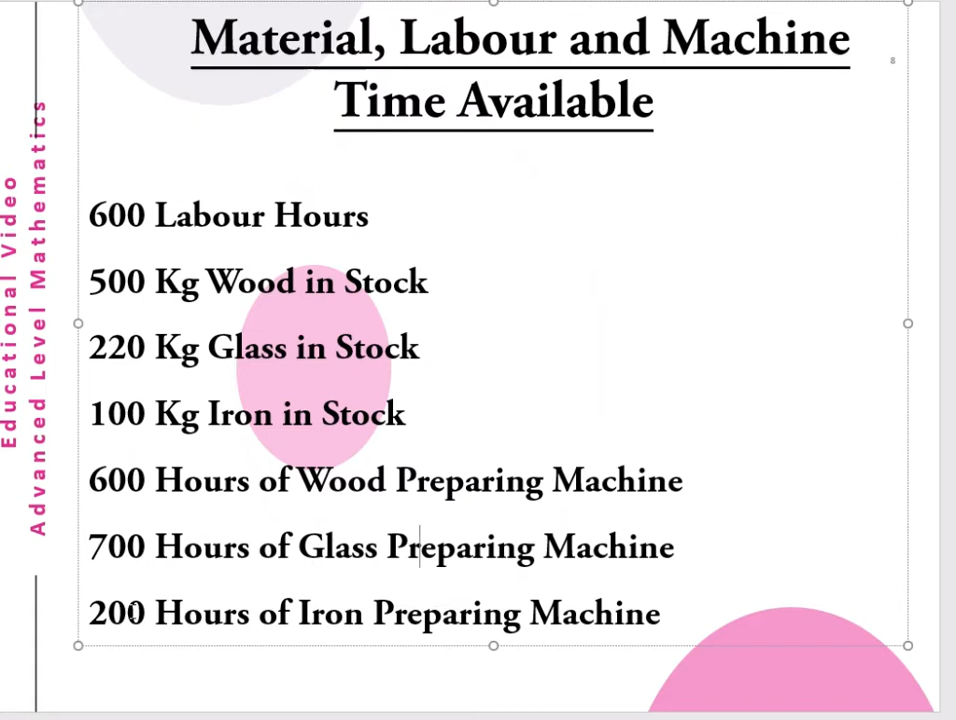 Material, Labour and Machine
Time Available
8
600 Labour Hours
500 Kg Wood in Stock
220 Kg Glass in Stock
100 Kg Iron in Stock
600 Hours of Wood Preparing Machine
700 Hours of Glass Preparing Machine
200 Hours of Iron Preparing Machine
Educational Video
Advanced Level Mathematics